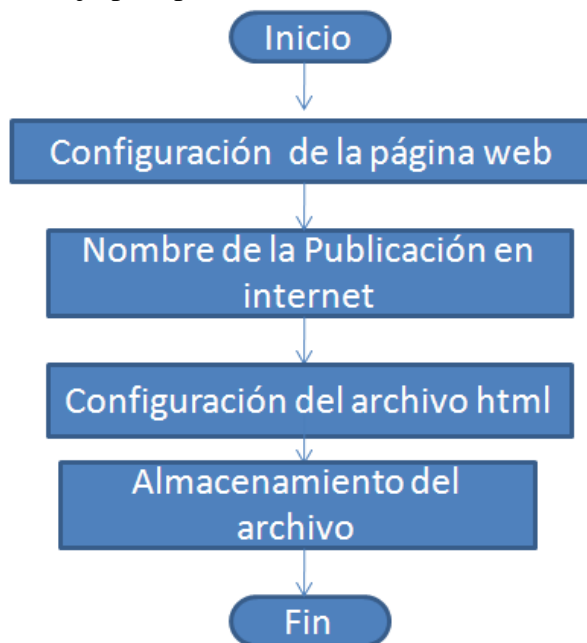 Inicio
Configuración de la página web
Nombre de la Publicación en
internet
Configuración del archivo html
Almacenamiento del
archivo
Fin